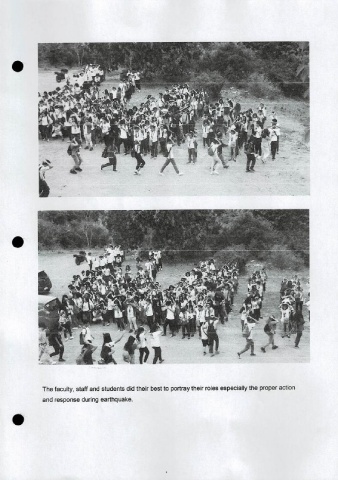 The faculty, staff and students did their best to portray their roles especially the proper action
and response during earthquake.